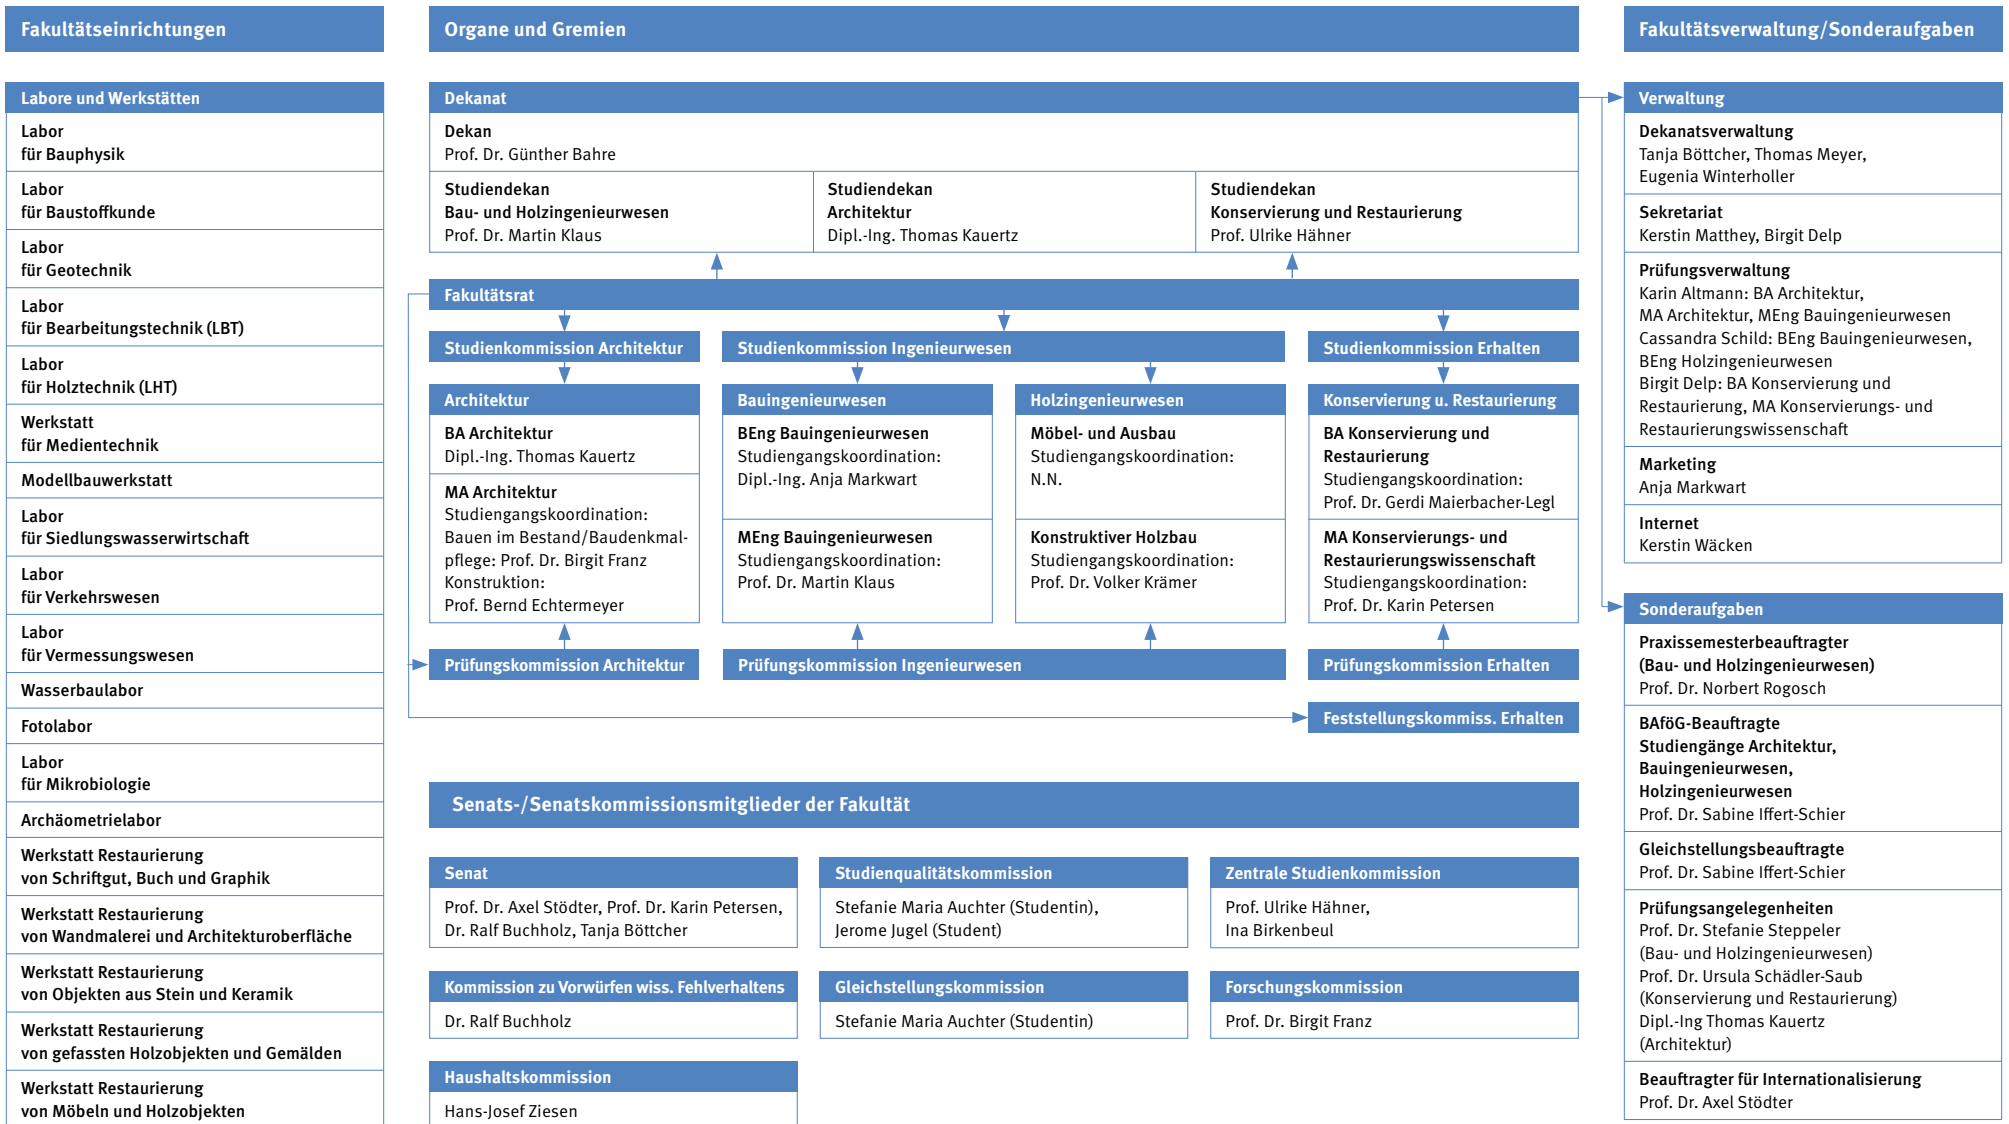 Fakultätseinrichtungen
Labore und Werkstätten
Labor
für Bauphysik
Labor
für Baustoffkunde
Labor
für Geotechnik
Labor
für Bearbeitungstechnik (LBT)
Labor
für Holztechnik (LHT)
Werkstatt
für Medientechnik
Modellbauwerkstatt
Labor
für Siedlungswasserwirtschaft
Labor
für Verkehrswesen
Labor
für Vermessungswesen
Wasserbaulabor
Fotolabor
Labor
für Mikrobiologie
Archäometrielabor
Werkstatt Restaurierung
von Schriftgut, Buch und Graphik
Werkstatt Restaurierung
von Wandmalerei und Architekturoberfläche
Werkstatt Restaurierung
von Objekten aus Stein und Keramik
Werkstatt Restaurierung
von gefassten Holzobjekten und Gemälden
Werkstatt Restaurierung
von Möbeln und Holzobjekten
Organe und Gremien
Dekanat
Dekan
Prof. Dr. Günther Bahre
Studiendekan
Bau- und Holzingenieurwesen
Prof. Dr. Martin Klaus
Studiendekan
Architektur
Dipl.-Ing. Thomas Kauertz
Studiendekan
Konservierung und Restaurierung
Prof. Ulrike Hähner
Fakultätsrat
Studienkommission Architektur
Studienkommission Ingenieurwesen
Studienkommission Erhalten
Architektur
BA Architektur
Dipl.-Ing. Thomas Kauertz
MA Architektur
Studiengangskoordination:
Bauen im Bestand/Baudenkmal-
pflege: Prof. Dr. Birgit Franz
Konstruktion:
Prof. Bernd Echtermeyer
Bauingenieurwesen
BEng Bauingenieurwesen
Studiengangskoordination:
Dipl.-Ing. Anja Markwart
MEng Bauingenieurwesen
Studiengangskoordination:
Prof. Dr. Martin Klaus
Holzingenieurwesen
Möbel- und Ausbau
Studiengangskoordination:
N.N.
Konstruktiver Holzbau
Studiengangskoordination:
Prof. Dr. Volker Krämer
Konservierung u. Restaurierung
BA Konservierung und
Restaurierung
Studiengangskoordination:
Prof. Dr. Gerdi Maierbacher-Legl
MA Konservierungs- und
Restaurierungswissenschaft
Studiengangskoordination:
Prof. Dr. Karin Petersen
Prüfungskommission Architektur
Prüfungskommission Ingenieurwesen
Prüfungskommission Erhalten
Feststellungskommiss. Erhalten
Senats-/Senatskommissionsmitglieder der Fakultät
Senat
Prof. Dr. Axel Stödter, Prof. Dr. Karin Petersen,
Dr. Ralf Buchholz, Tanja Böttcher
Studienqualitätskommission
Stefanie Maria Auchter (Studentin),
Jerome Jugel (Student)
Zentrale Studienkommission
Prof. Ulrike Hähner,
Ina Birkenbeul
Kommission zu Vorwürfen wiss. Fehlverhaltens
Dr. Ralf Buchholz
Gleichstellungskommission
Stefanie Maria Auchter (Studentin)
Forschungskommission
Prof. Dr. Birgit Franz
Haushaltskommission
Hans-Josef Ziesen
Fakultätsverwaltung/Sonderaufgaben
Verwaltung
Dekanatsverwaltung
Tanja Böttcher, Thomas Meyer,
Eugenia Winterholler
Sekretariat
Kerstin Matthey, Birgit Delp
Prüfungsverwaltung
Karin Altmann: BA Architektur,
MA Architektur, MEng Bauingenieurwesen
Cassandra Schild: BEng Bauingenieurwesen,
BEng Holzingenieurwesen
Birgit Delp: BA Konservierung und
Restaurierung, MA Konservierungs- und
Restaurierungswissenschaft
Marketing
Anja Markwart
Internet
Kerstin Wäcken
Sonderaufgaben
Praxissemesterbeauftragter
(Bau- und Holzingenieurwesen)
Prof. Dr. Norbert Rogosch
BAföG-Beauftragte
Studiengänge Architektur,
Bauingenieurwesen,
Holzingenieurwesen
Prof. Dr. Sabine Iffert-Schier
Gleichstellungsbeauftragte
Prof. Dr. Sabine Iffert-Schier
Prüfungsangelegenheiten
Prof. Dr. Stefanie Steppeler
(Bau- und Holzingenieurwesen)
Prof. Dr. Ursula Schädler-Saub
(Konservierung und Restaurierung)
Dipl.-Ing Thomas Kauertz
(Architektur)
Beauftragter für Internationalisierung
Prof. Dr. Axel Stödter